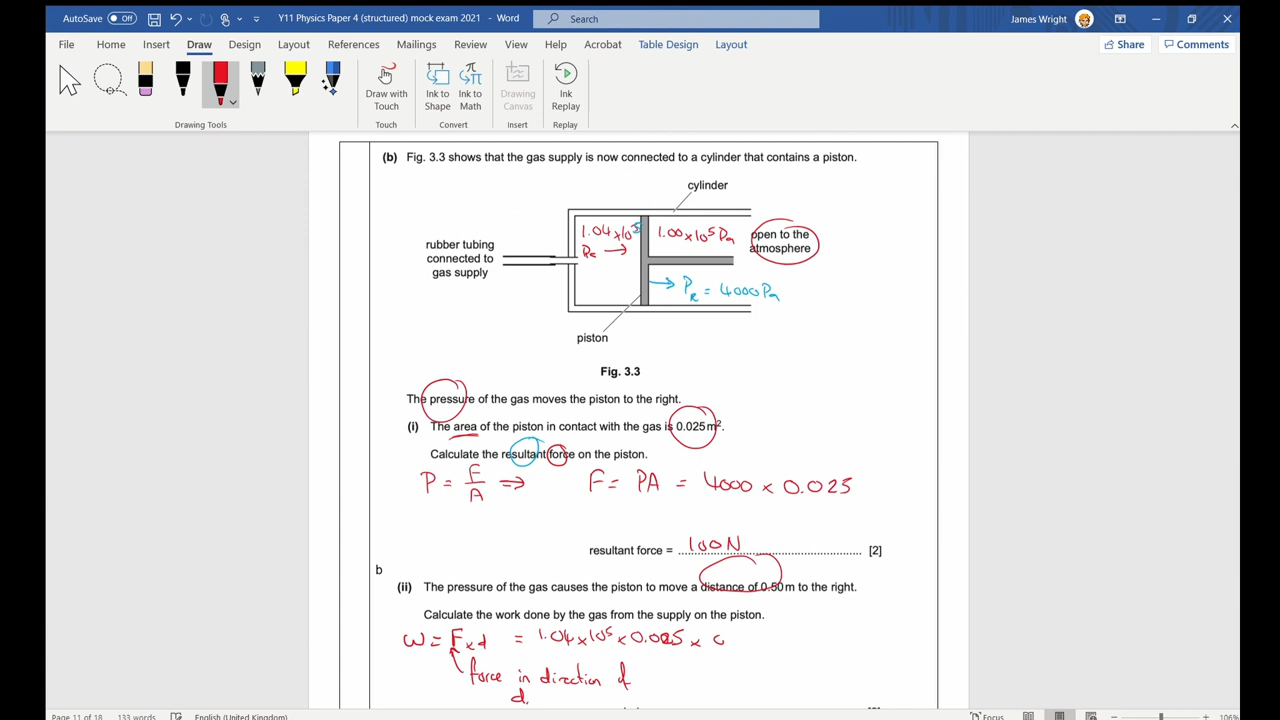 AutoSave Off Y11 Physics Paper 4 (structured) mock exam 2021 - Word Search James Wright
File Home Insert Draw Design Layout References Mailings Review View Help Acrobat Table Design Layout Share Comments
Draw with Touch Ink to Shape Ink to Math Drawing Canvas Ink Replay
Drawing Tools Touch Convert Insert Replay
(b) Fig. 3.3 shows that the gas supply is now connected to a cylinder that contains a piston.
cylinder
1.04x10⁵ Pa → 1.00x10⁵ Pa
open to the atmosphere
rubber tubing connected to gas supply
→ P_R = 4000 Pa
piston
Fig. 3.3
The pressure of the gas moves the piston to the right.
(i) The area of the piston in contact with the gas is 0.025 m².
Calculate the resultant force on the piston.
P = F/A ⇒ F = PA = 4000 x 0.025
resultant force = 100N [2]
b
(ii) The pressure of the gas causes the piston to move a distance of 0.50 m to the right.
Calculate the work done by the gas from the supply on the piston.
W = F x d = 1.04x10⁵ x 0.025 x
force in direction of
d.
Page 11 of 18 133 words English (United Kingdom) Focus 106%